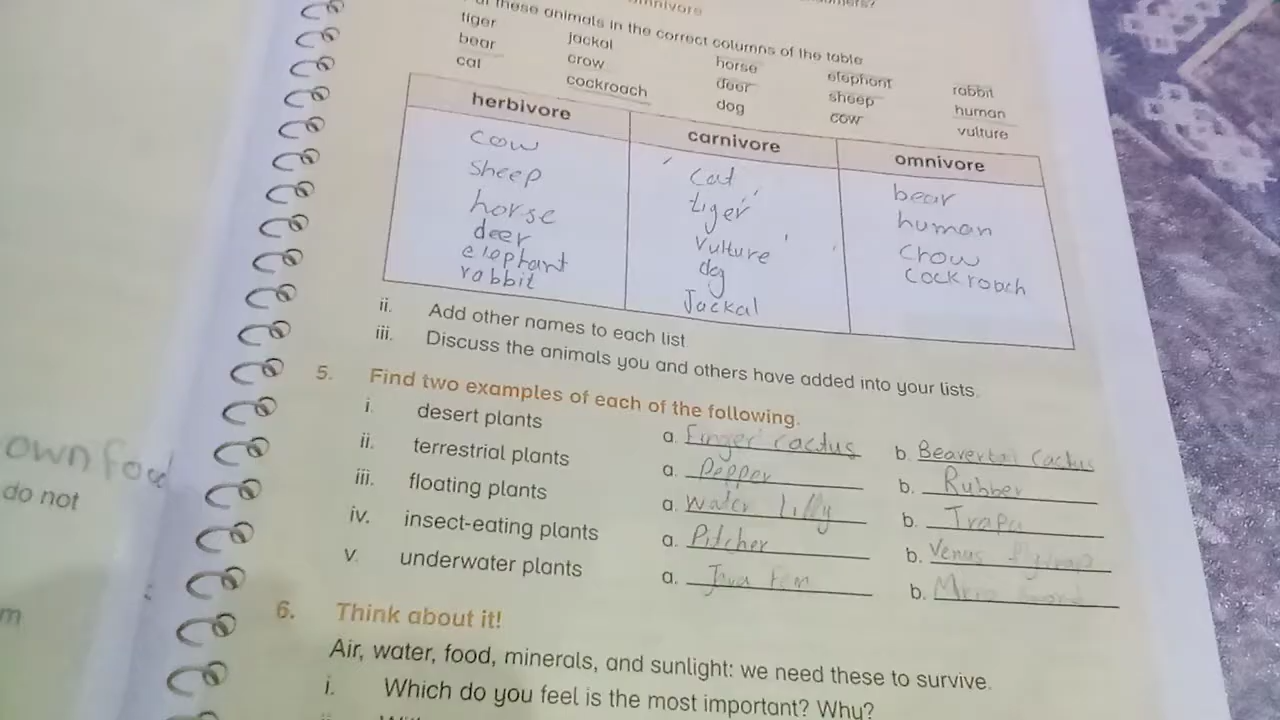 omnivore
these animals in the correct columns of the table
tiger jackal horse elephant rabbit
bear crow deer sheep human
cat cockroach dog cow vulture
herbivore carnivore omnivore
cow cat bear
sheep tiger human
horse vulture Crow
deer dog Cockroach
elephant Jackal
rabbit
ii. Add other names to each list
iii. Discuss the animals you and others have added into your lists.
5. Find two examples of each of the following.
i. desert plants a. Finger cactus b. Beavertail Cactus
ii. terrestrial plants a. Pepper b. Rubber
iii. floating plants a. water lilly b. Trapa
iv. insect-eating plants a. Pitcher b. Venus
v. underwater plants a. Java b.
6. Think about it!
Air, water, food, minerals, and sunlight: we need these to survive.
i. Which do you feel is the most important? Why?
own food
do not
m